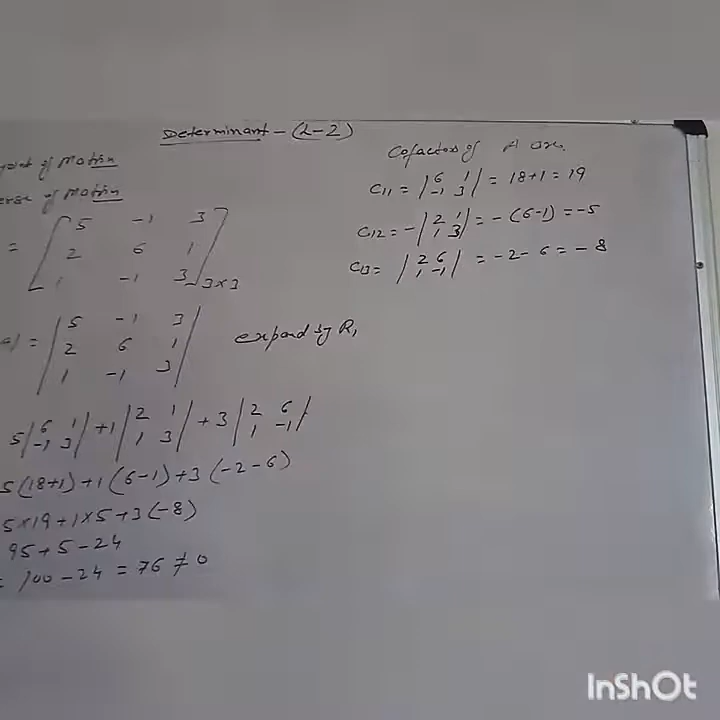 Determinant - (L-2)
of Matrix
of Matrix
= [ 5 -1 3
2 6 1
1 -1 3 ] 3×3
= | 5 -1 3
2 6 1
1 -1 3 | expand by R1
5 | 6 1 -1 3 | + 1 | 2 1 1 3 | + 3 | 2 6 1 -1 |
5 (18+1) + 1 (6-1) + 3 (-2-6)
5×19 + 1×5 + 3 (-8)
95 + 5 - 24
= 100 - 24 = 76 ≠ 0
Cofactors of A are
C11 = | 6 1 -1 3 | = 18+1 = 19
C12 = - | 2 1 1 3 | = - (6-1) = -5
C13 = | 2 6 1 -1 | = -2 - 6 = - 8
InShOt